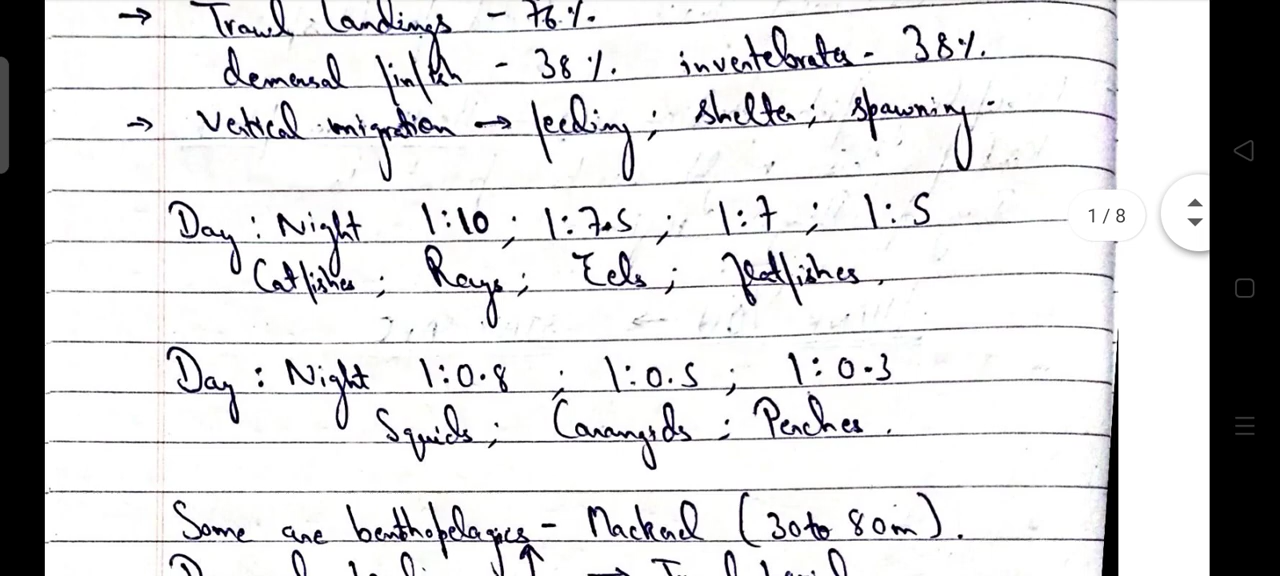 → Trawl landings - 76%.
demersal finfish - 38%. invertebrates - 38%.
→ Vertical migration → feeding; shelter; spawning.
Day : Night 1:10 ; 1:7.5 ; 1:7 ; 1:5
Catfishes; Rays; Eels; flatfishes.
1 / 8
Day : Night 1:0.8 ; 1:0.5 ; 1:0.3
Squids; Carangids; Perches.
Some are benthopelagics - Mackerel (30 to 80m).